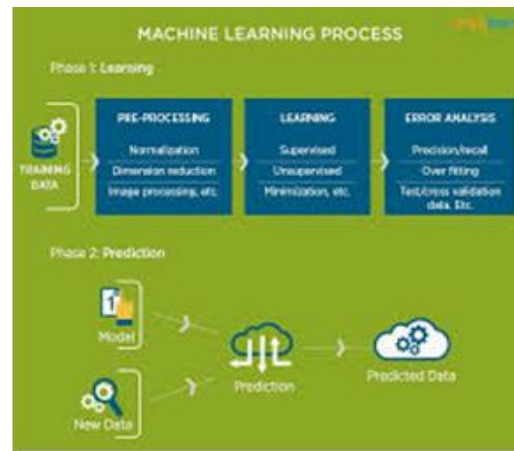 MACHINE LEARNING PROCESS
Phase 1: Learning
TRAINING
DATA
PRE-PROCESSING
Normalization
Dimension reduction
Image processing, etc.
LEARNING
Supervised
Unsupervised
Minimization, etc.
ERROR ANALYSIS
Precision/recall
Over fitting
Test/cross validation
data, Etc.
Phase 2: Prediction
1
Model
New Data
Prediction
Predicted Data